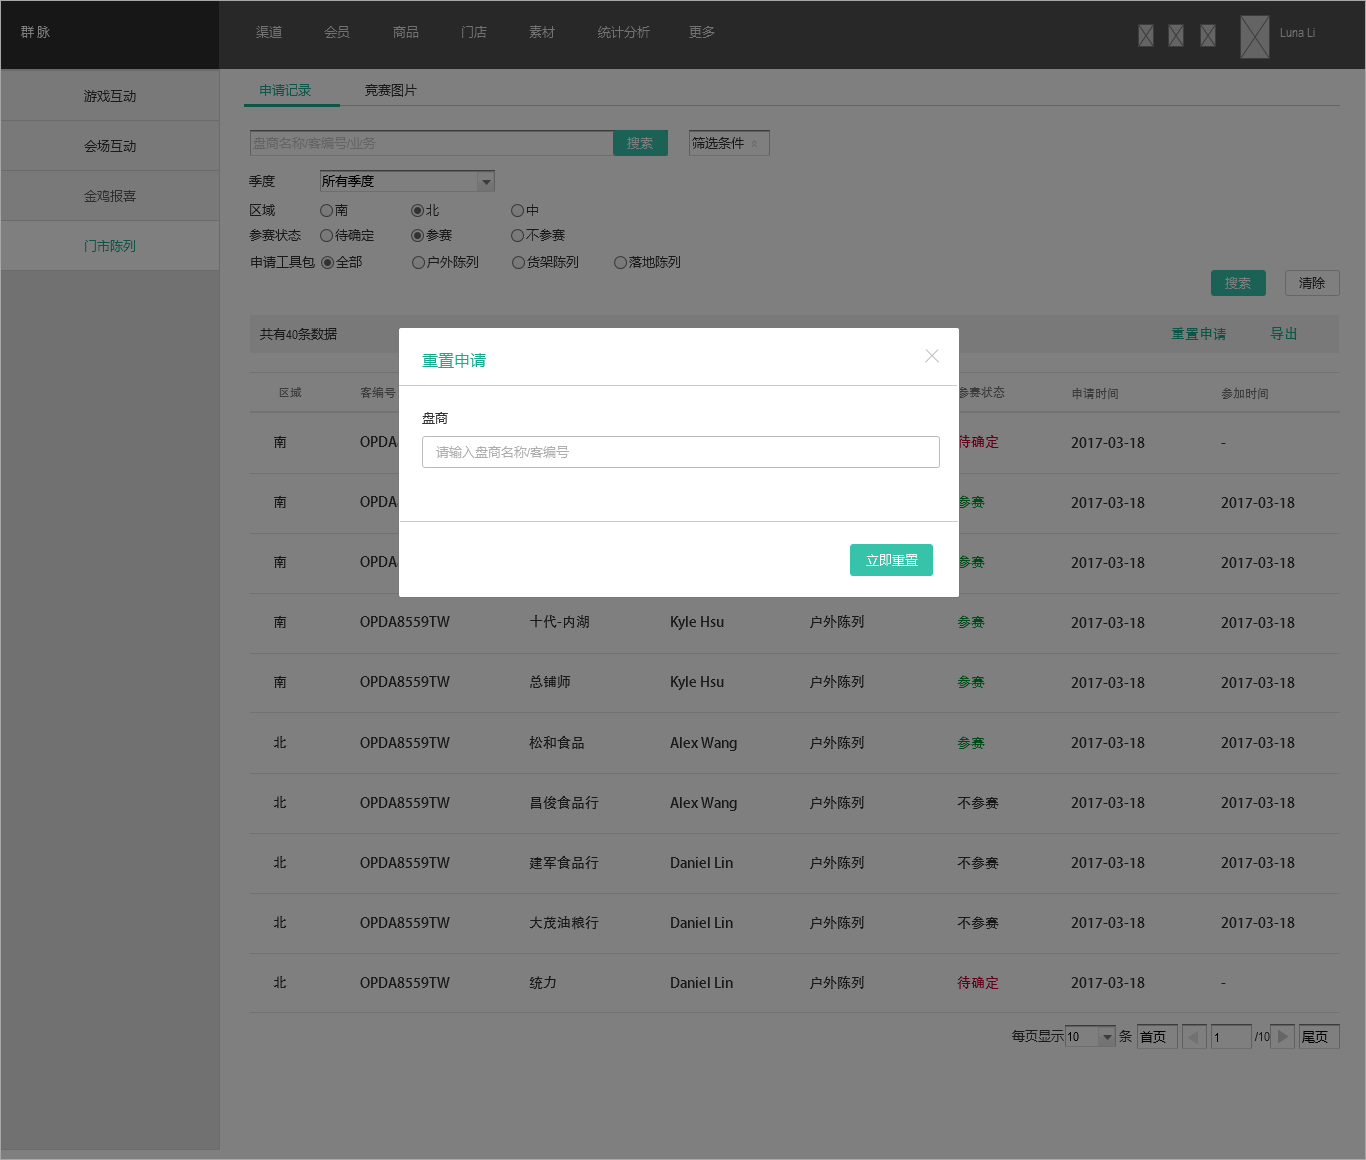 群脉 渠道 会员 商品 门店 素材 统计分析 更多 Luna Li
游戏互动
会场互动
金鸡报喜
门市陈列
申请记录 竞赛图片
盘商名称/客编号/业务 搜索 筛选条件
季度 所有季度
区域 南 北 中
参赛状态 待确定 参赛 不参赛
申请工具包 全部 户外陈列 货架陈列 落地陈列
搜索 清除
共有40条数据 重置申请 导出
重置申请
盘商
请输入盘商名称/客编号
立即重置
区域 客编号 参赛状态 申请时间 参加时间
南 OPDA 待确定 2017-03-18 -
南 OPDA 参赛 2017-03-18 2017-03-18
南 OPDA 参赛 2017-03-18 2017-03-18
南 OPDA8559TW 十代-内湖 Kyle Hsu 户外陈列 参赛 2017-03-18 2017-03-18
南 OPDA8559TW 总铺师 Kyle Hsu 户外陈列 参赛 2017-03-18 2017-03-18
北 OPDA8559TW 松和食品 Alex Wang 户外陈列 参赛 2017-03-18 2017-03-18
北 OPDA8559TW 昌俊食品行 Alex Wang 户外陈列 不参赛 2017-03-18 2017-03-18
北 OPDA8559TW 建军食品行 Daniel Lin 户外陈列 不参赛 2017-03-18 2017-03-18
北 OPDA8559TW 大茂油粮行 Daniel Lin 户外陈列 不参赛 2017-03-18 2017-03-18
北 OPDA8559TW 统力 Daniel Lin 户外陈列 待确定 2017-03-18 -
每页显示 10 条 首页 1 /10 尾页